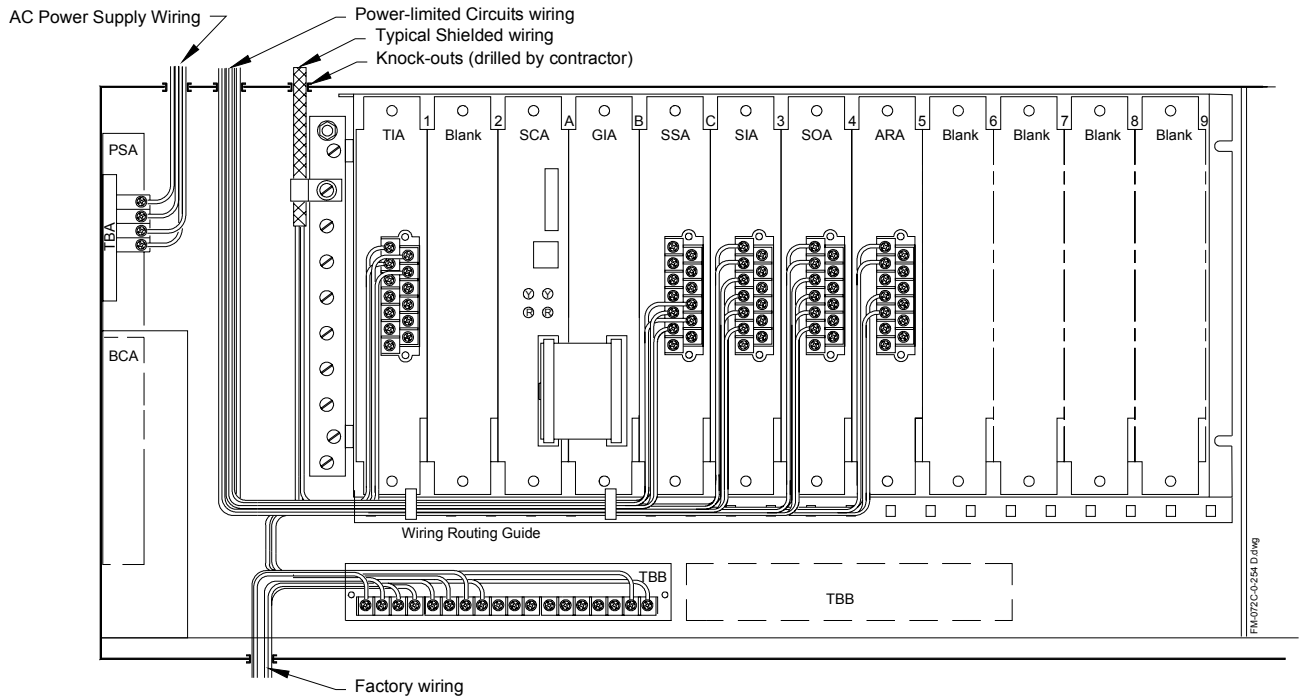 AC Power Supply Wiring
Power-limited Circuits wiring
Typical Shielded wiring
Knock-outs (drilled by contractor)
TIA 1 Blank 2 SCA A GIA B SSA C SIA 3 SOA 4 ARA 5 Blank 6 Blank 7 Blank 8 Blank 9
PSA
TBA
Y Y
R R
BCA
Wiring Routing Guide
TBB
TBB
FM-072C-0-254 D.dwg
Factory wiring